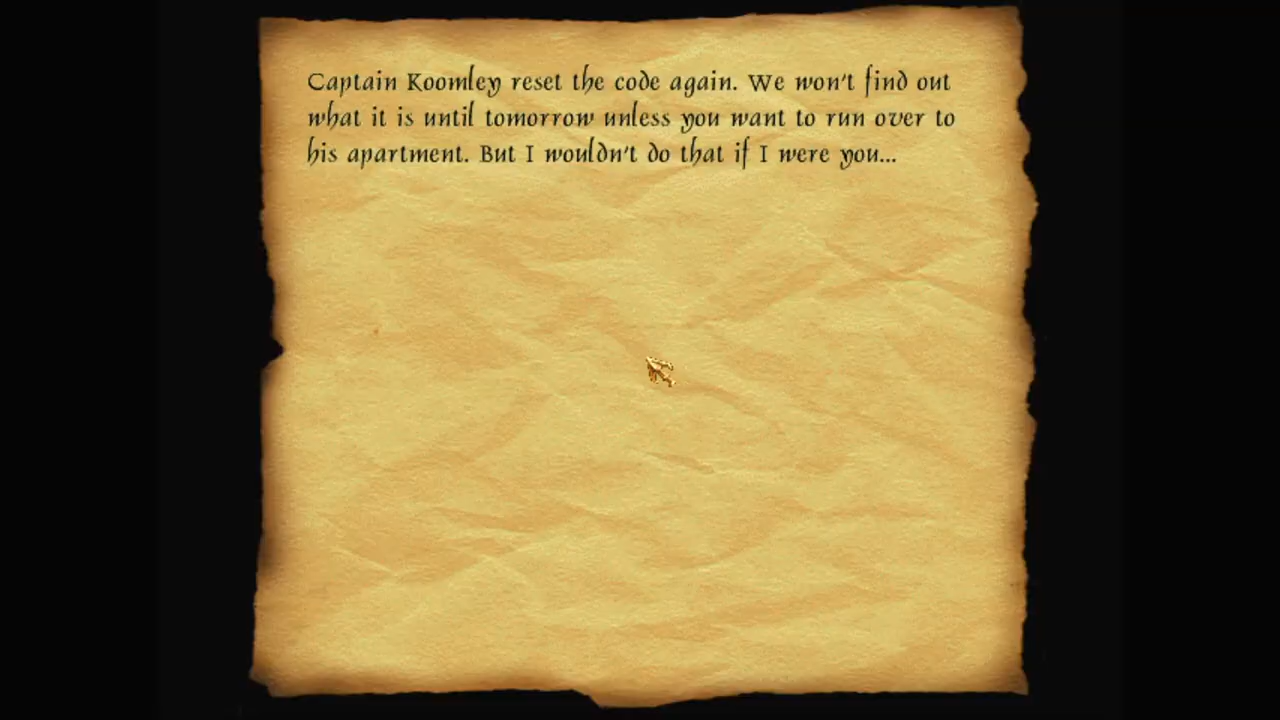 Captain Koomley reset the code again. We won't find out
what it is until tomorrow unless you want to run over to
his apartment. But I wouldn't do that if I were you...